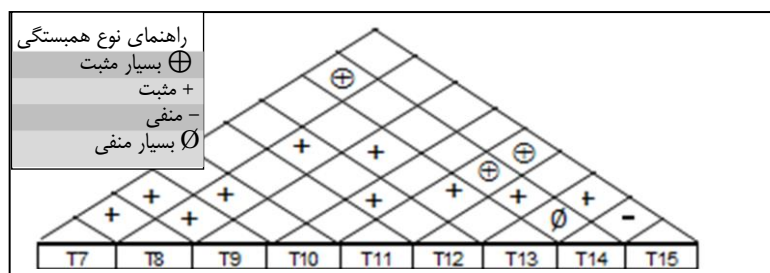 راهنمای نوع همبستگی
⊕ بسیار مثبت
+ مثبت
- منفی
Ø بسیار منفی
⊕
⊕
+ + ⊕
+ + + + + + Ø + -
+ +
T7 T8 T9 T10 T11 T12 T13 T14 T15